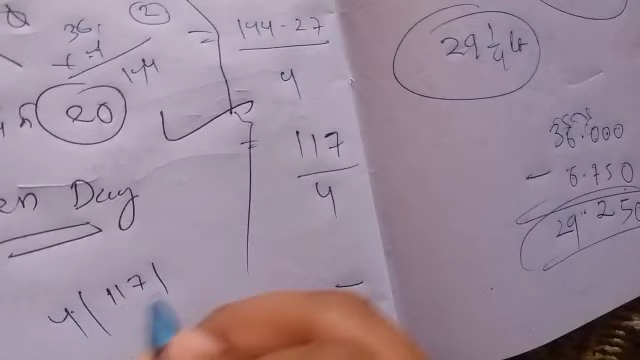 2
36
144
20
en Day
4 ( 117 )
= 144 - 27
4
= 117
4
29 1/4 lt
36.000
- 6.750
29.250